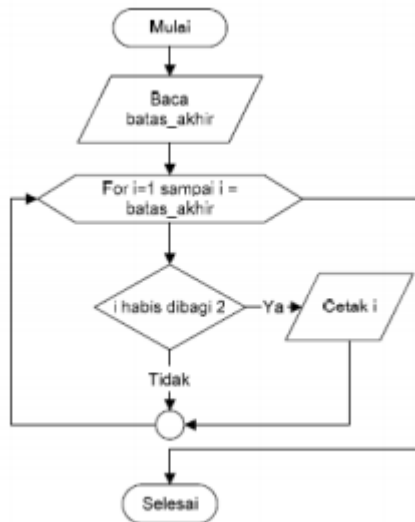 Mulai
Baca
batas_akhir
For i=1 sampai i =
batas_akhir
i habis dibagi 2
Ya
Cetak i
Tidak
Selesai